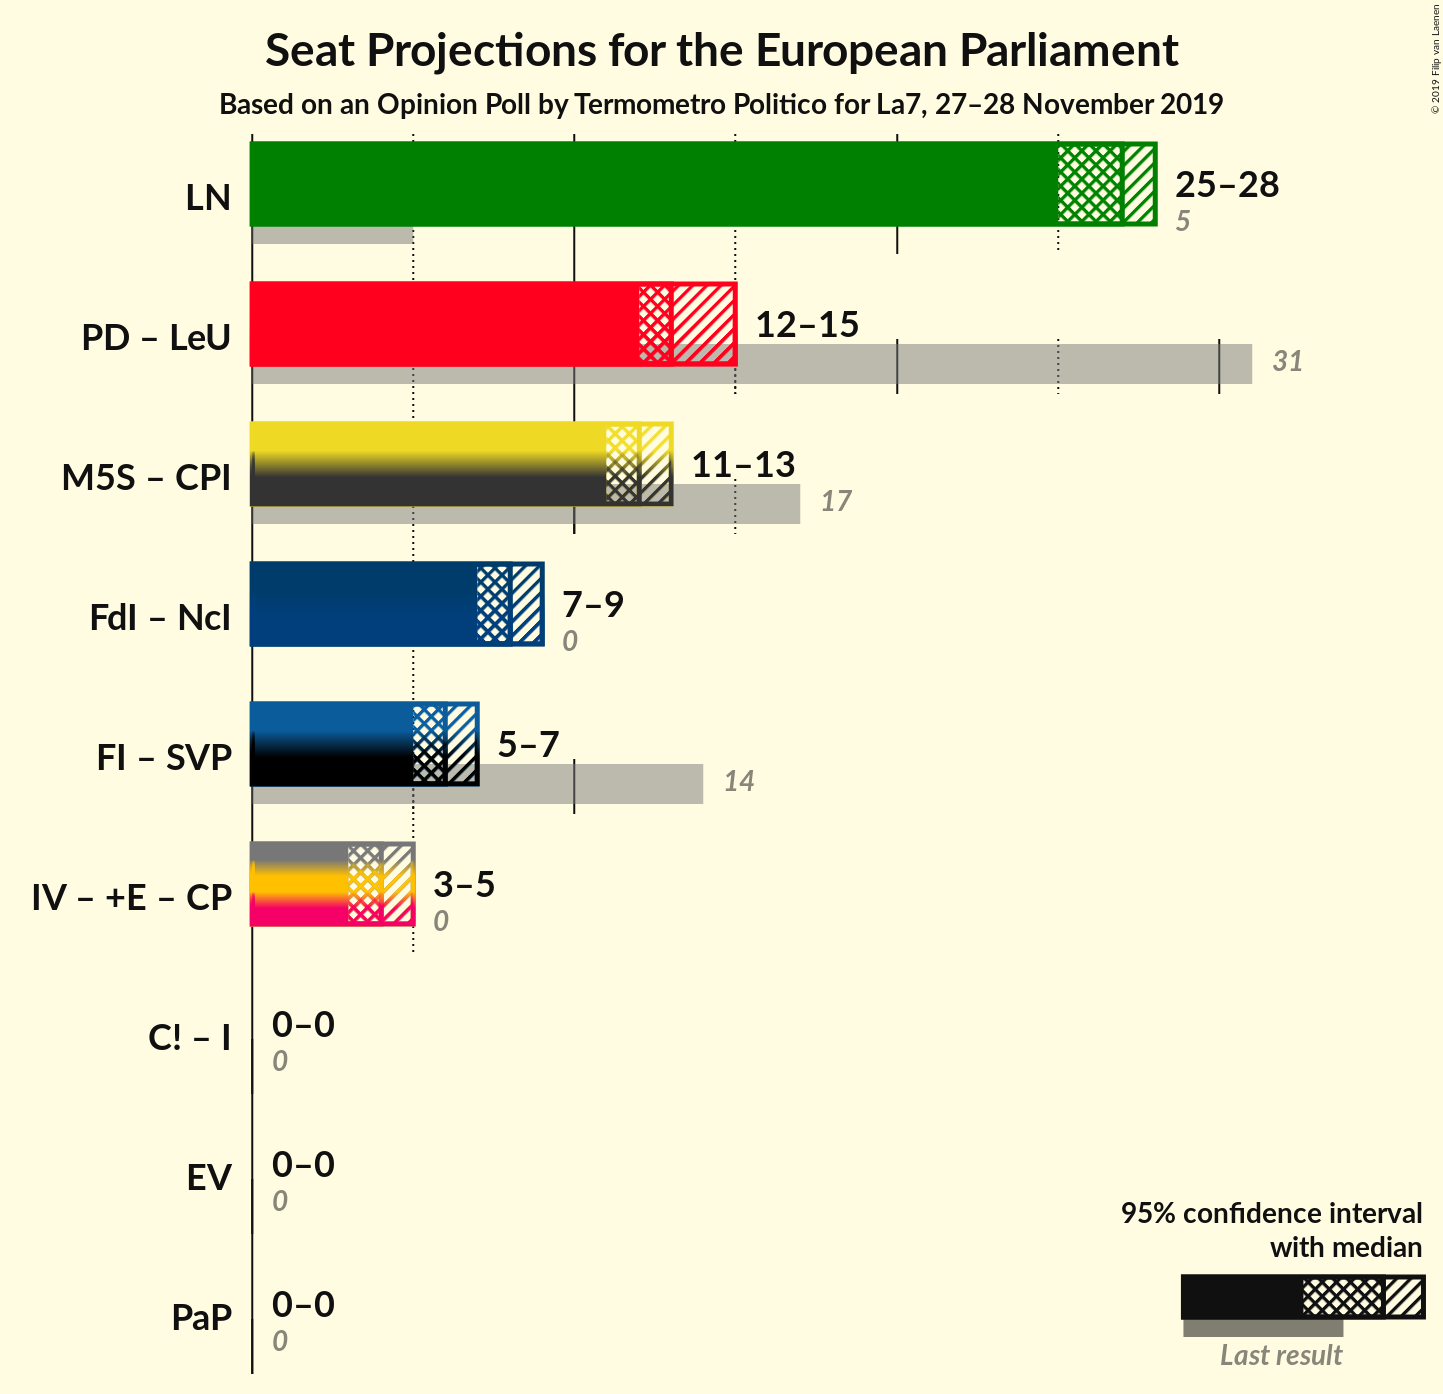 Seat Projections for the European Parliament
Based on an Opinion Poll by Termometro Politico for La7, 27–28 November 2019
© 2019 Filip van Laenen
LN
25–28
5
PD – LeU
12–15
31
M5S – CPI
11–13
17
FdI – NcI
7–9
0
FI – SVP
5–7
14
IV – +E – CP
3–5
0
C! – I
0–0
0
EV
0–0
0
PaP
0–0
0
95% confidence interval
with median
Last result